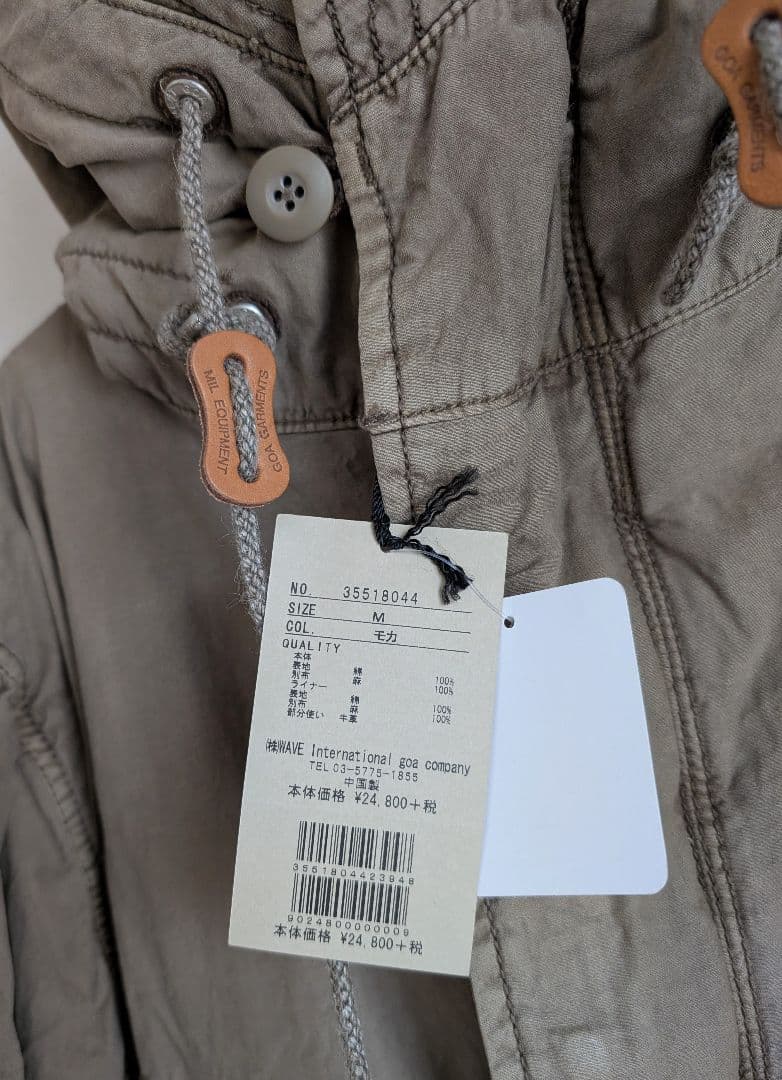 GOA GARMENTS
MIL EQUIPMENT
GOA GARMENTS
NO. 35518044
SIZE M
COL. モカ
QUALITY
本体
表地 綿 100%
別布 麻 100%
ライナー
表地 綿 100%
別布 麻 100%
部分使い 牛革
㈱WAVE International goa company
TEL 03-5775-1855
中国製
本体価格 ¥24,800+税
3551804423948
9024800000009
本体価格 ¥24,800+税